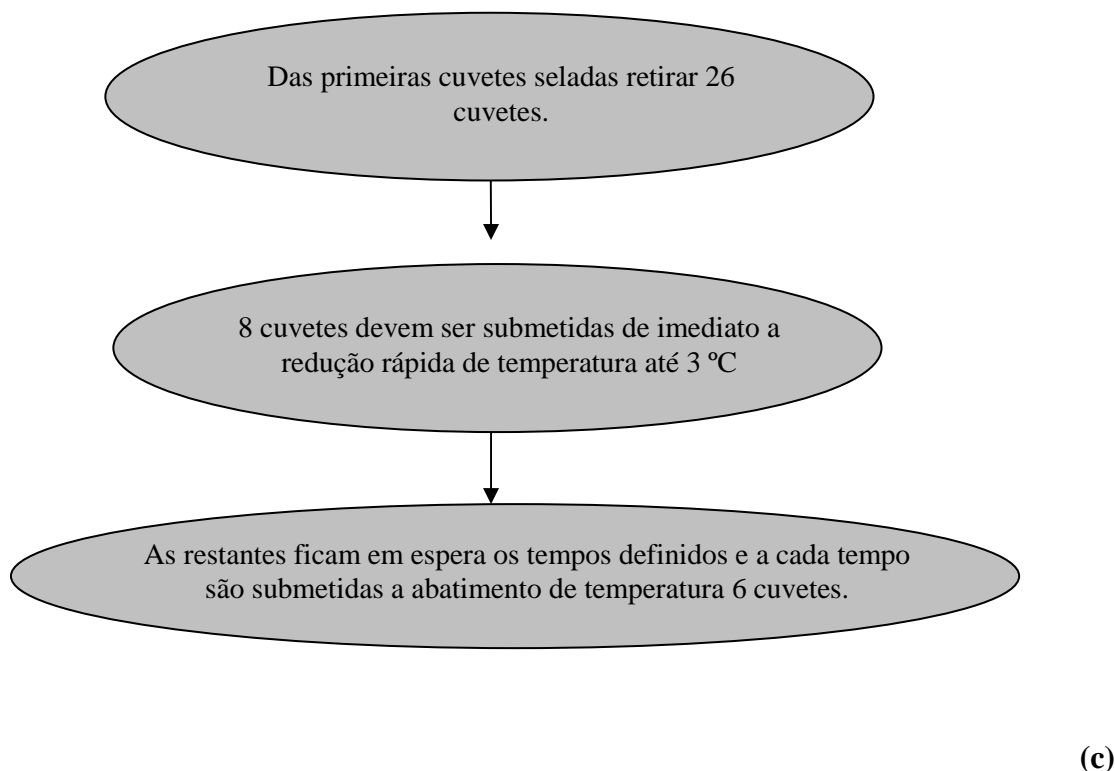 Das primeiras cuvetes seladas retirar 26
cuvetes.
8 cuvetes devem ser submetidas de imediato a
redução rápida de temperatura até 3 ºC
As restantes ficam em espera os tempos definidos e a cada tempo
são submetidas a abatimento de temperatura 6 cuvetes.
(c)